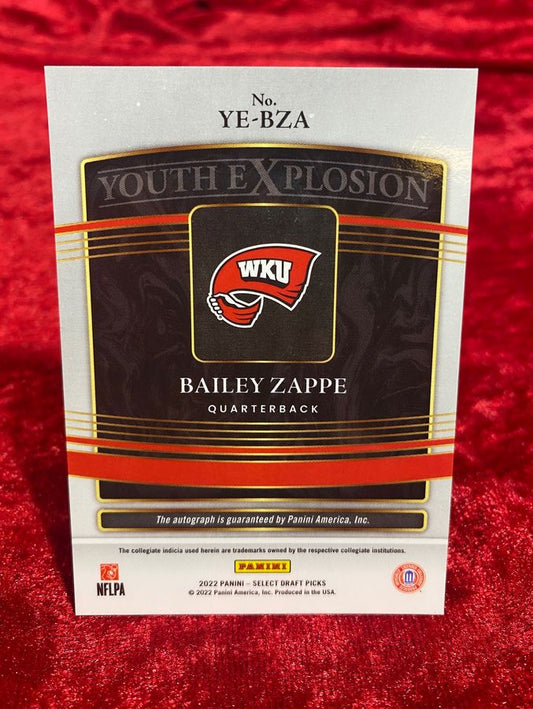 No.
YE-BZA
YOUTH EXPLOSION
WKU
BAILEY ZAPPE
QUARTERBACK
The autograph is guaranteed by Panini America, Inc.
The collegiate indicia used herein are trademarks owned by the respective collegiate institutions.
PANINI
NFLPA
2022 PANINI – SELECT DRAFT PICKS
© 2022 Panini America, Inc. Produced in the USA.